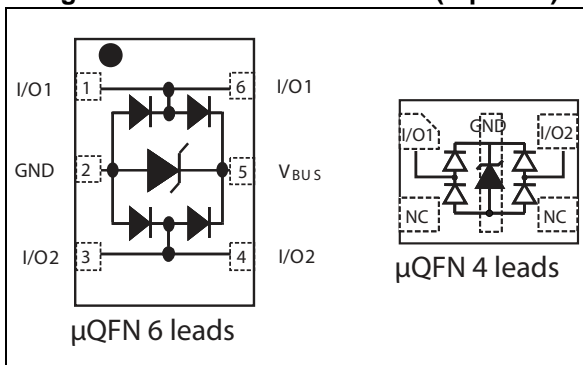 I/O1 1 6 I/O1
GND 2 5 VBUS
I/O2 3 4 I/O2
µQFN 6 leads
I/O1 GND I/O2
NC NC
µQFN 4 leads